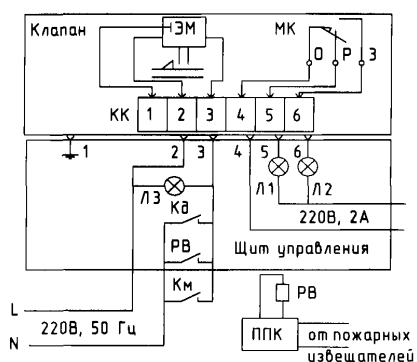 Клапан
ЭМ
МК
О Р З
КК 1 2 3 4 5 6
1 2 3 4 5 6
Л3
Л1 Л2
Кд
220В, 2А
РВ
Щит управления
Км
L
220В, 50 Гц
N
РВ
ППК
от пожарных
извещателей